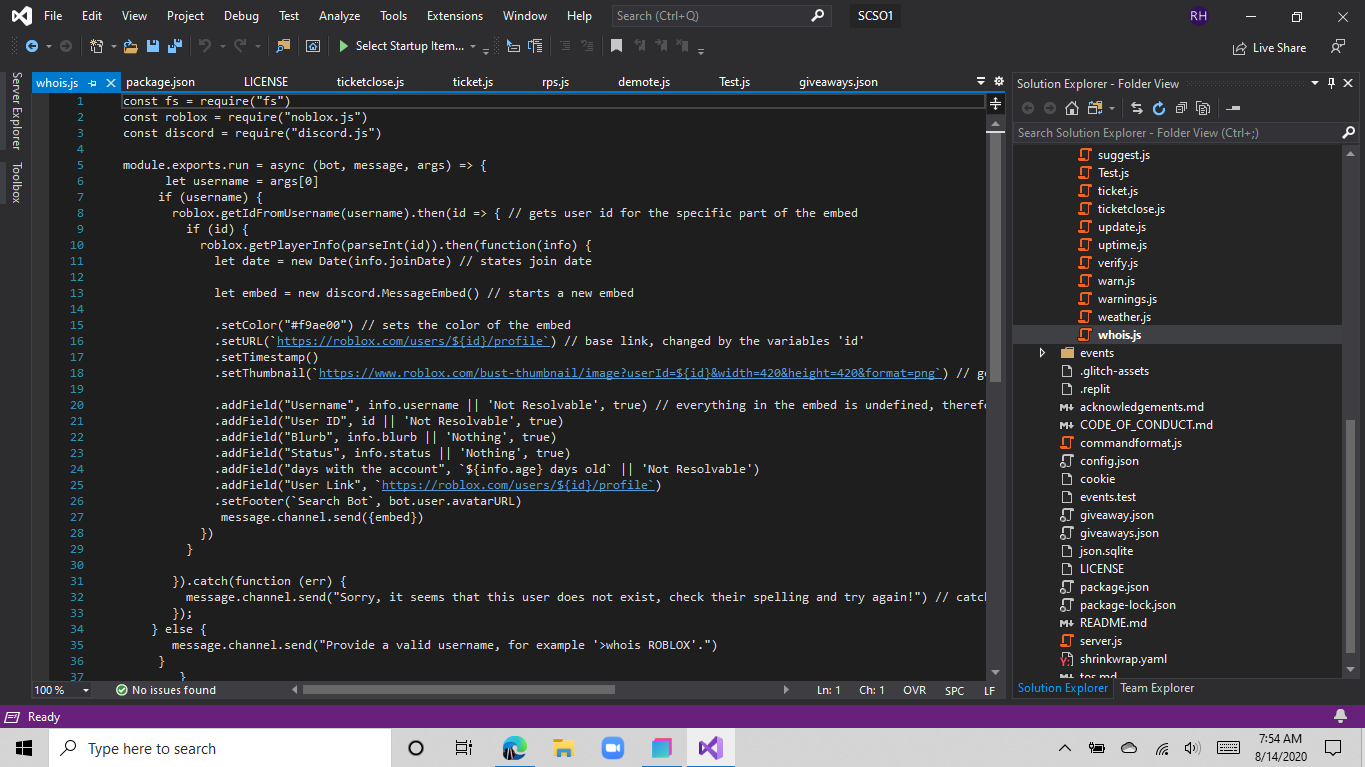 File Edit View Project Debug Test Analyze Tools Extensions Window Help Search (Ctrl+Q) SCSO1 RH
Select Startup Item... Live Share
Server Explorer
Toolbox
whois.js package.json LICENSE ticketclose.js ticket.js rps.js demote.js Test.js giveaways.json
1 const fs = require("fs")
2 const roblox = require("noblox.js")
3 const discord = require("discord.js")
4
5 module.exports.run = async (bot, message, args) => {
6 let username = args[0]
7 if (username) {
8 roblox.getIdFromUsername(username).then(id => { // gets user id for the specific part of the embed
9 if (id) {
10 roblox.getPlayerInfo(parseInt(id)).then(function(info) {
11 let date = new Date(info.joinDate) // states join date
12
13 let embed = new discord.MessageEmbed() // starts a new embed
14
15 .setColor("#f9ae00") // sets the color of the embed
16 .setURL(`https://roblox.com/users/${id}/profile`) // base link, changed by the variables 'id'
17 .setTimestamp()
18 .setThumbnail(`https://www.roblox.com/bust-thumbnail/image?userId=${id}&width=420&height=420&format=png`) // ge
19
20 .addField("Username", info.username || 'Not Resolvable', true) // everything in the embed is undefined, therefo
21 .addField("User ID", id || 'Not Resolvable', true)
22 .addField("Blurb", info.blurb || 'Nothing', true)
23 .addField("Status", info.status || 'Nothing', true)
24 .addField("days with the account", `${info.age} days old` || 'Not Resolvable')
25 .addField("User Link", `https://roblox.com/users/${id}/profile`)
26 .setFooter(`Search Bot`, bot.user.avatarURL)
27 message.channel.send({embed})
28 })
29 }
30
31 }).catch(function (err) {
32 message.channel.send("Sorry, it seems that this user does not exist, check their spelling and try again!") // catc
33 });
34 } else {
35 message.channel.send("Provide a valid username, for example '>whois ROBLOX'.")
36 }
37 }
100 % No issues found Ln: 1 Ch: 1 OVR SPC LF
Solution Explorer - Folder View
Search Solution Explorer - Folder View (Ctrl+;)
suggest.js
Test.js
ticket.js
ticketclose.js
update.js
uptime.js
verify.js
warn.js
warnings.js
weather.js
whois.js
events
.glitch-assets
.replit
acknowledgements.md
CODE_OF_CONDUCT.md
commandformat.js
config.json
cookie
events.test
giveaway.json
giveaways.json
json.sqlite
LICENSE
package.json
package-lock.json
README.md
server.js
shrinkwrap.yaml
tos.md
Solution Explorer Team Explorer
Ready
Type here to search
7:54 AM
8/14/2020